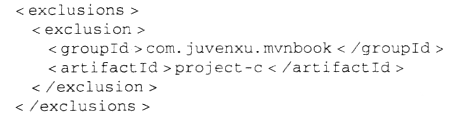 <exclusions>
  <exclusion>
    <groupId>com.juvenxu.mvnbook</groupId>
    <artifactId>project-c</artifactId>
  </exclusion>
</exclusions>